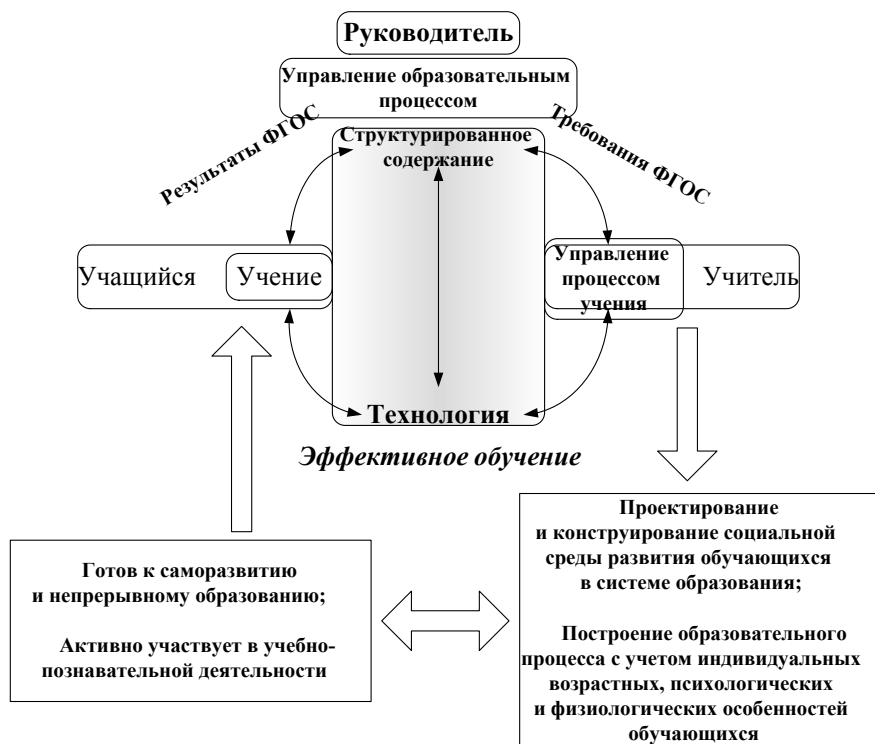 Руководитель
Управление образовательным
процессом
Результаты ФГОС
Требования ФГОС
Структурированное
содержание
Учащийся
Учение
Управление
процессом
учения
Учитель
Технология
Эффективное обучение
Готов к саморазвитию
и непрерывному образованию;
Активно участвует в учебно-
познавательной деятельности
Проектирование
и конструирование социальной
среды развития обучающихся
в системе образования;
Построение образовательного
процесса с учетом индивидуальных
возрастных, психологических
и физиологических особенностей
обучающихся